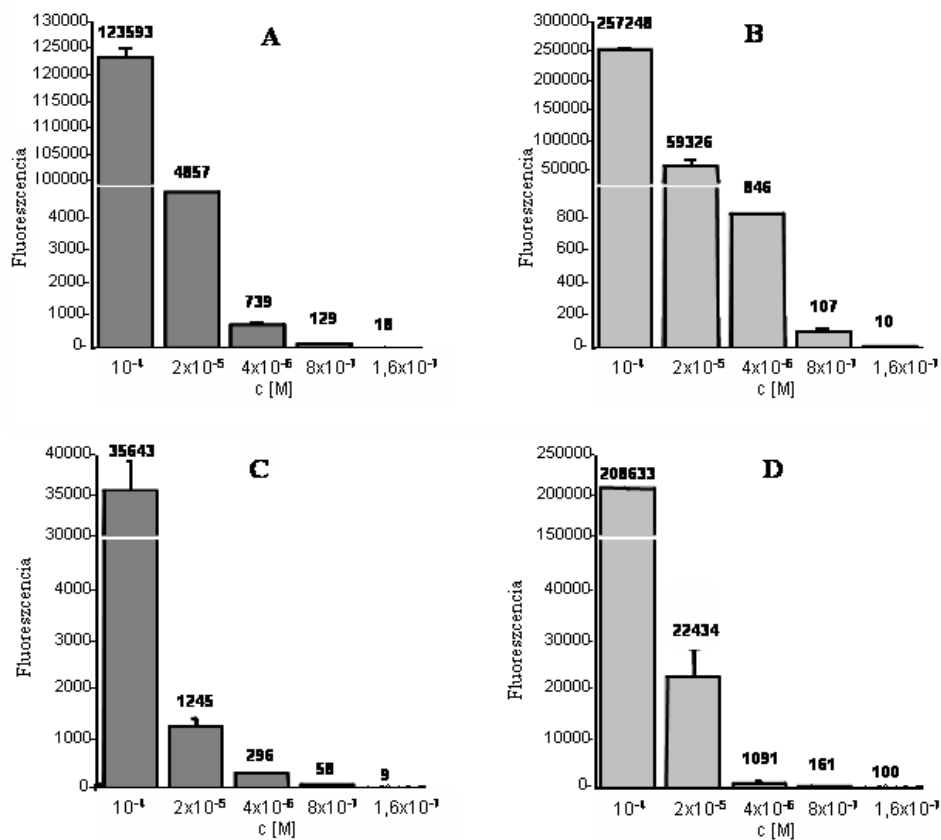 A
Fluoreszcencia
130000
125000
120000
115000
110000
105000
100000
4000
3000
2000
1000
0
123593
4857
739
129
18
10⁻⁴
2x10⁻⁵
4x10⁻⁶
8x10⁻⁷
1,6x10⁻⁷
c [M]
B
Fluoreszcencia
300000
250000
200000
150000
100000
50000
800
600
400
200
0
257248
59326
846
107
10
10⁻⁴
2x10⁻⁵
4x10⁻⁶
8x10⁻⁷
1,6x10⁻⁷
c [M]
C
Fluoreszcencia
40000
35000
30000
4000
3000
2000
1000
0
35643
1245
296
58
9
10⁻⁴
2x10⁻⁵
4x10⁻⁶
8x10⁻⁷
1,6x10⁻⁷
c [M]
D
Fluoreszcencia
250000
200000
150000
40000
30000
20000
10000
0
208633
22434
1091
161
100
10⁻⁴
2x10⁻⁵
4x10⁻⁶
8x10⁻⁷
1,6x10⁻⁷
c [M]